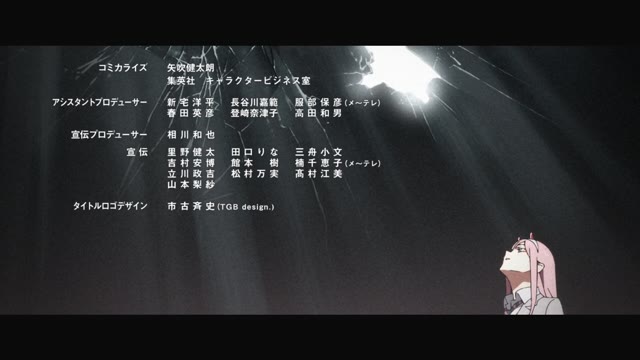 コミカライズ 矢吹健太朗
集英社 キャラクタービジネス室
アシスタントプロデューサー 新宅洋平 長谷川嘉範 服部保彦(メ〜テレ)
春田英彦 登崎奈津子 高田和男
宣伝プロデューサー 相川和也
宣伝 里野健太 田口りな 三舟小文
吉村安博 館本樹 楠千恵子(メ〜テレ)
立川政吉 松村万実 髙村江美
山本梨紗
タイトルロゴデザイン 市古斉史(TGB design.)